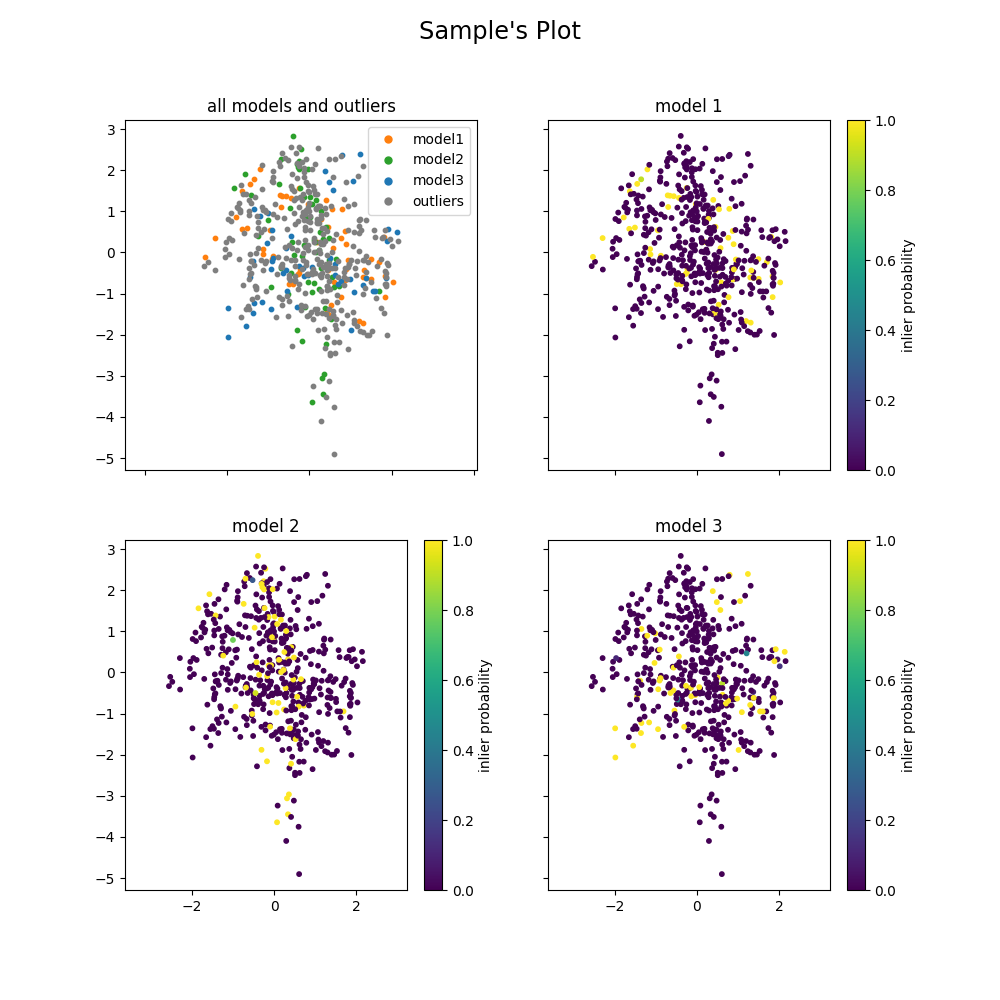 Sample's Plot
all models and outliers
3
2
1
0
−1
−2
−3
−4
−5
model1
model2
model3
outliers
model 1
1.0
0.8
0.6
0.4
0.2
0.0
inlier probability
model 2
3
2
1
0
−1
−2
−3
−4
−5
−2 0 2
1.0
0.8
0.6
0.4
0.2
0.0
inlier probability
model 3
−2 0 2
1.0
0.8
0.6
0.4
0.2
0.0
inlier probability